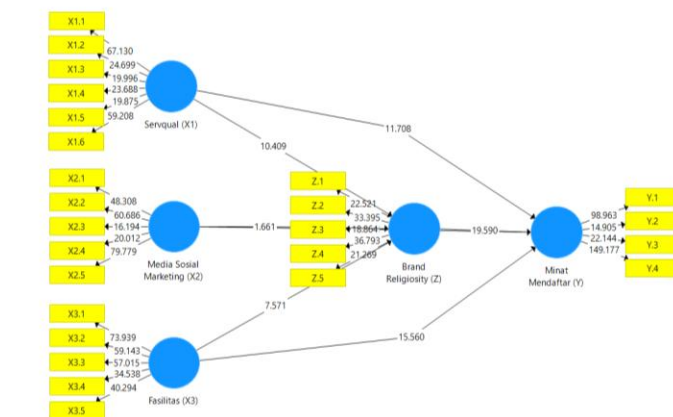 X1.1
X1.2
X1.3
X1.4
X1.5
X1.6
67.130
24.699
19.996
23.688
19.875
59.208
Servqual (X1)
11.708
10.409
X2.1
X2.2
X2.3
X2.4
X2.5
48.308
60.686
16.194
20.012
79.779
Media Sosial
Marketing (X2)
1.661
Z.1
Z.2
Z.3
Z.4
Z.5
22.521
33.395
18.864
36.793
21.269
Brand
Religiosity (Z)
19.590
Minat
Mendaftar (Y)
98.963
14.905
22.144
149.177
Y.1
Y.2
Y.3
Y.4
7.571
15.560
X3.1
X3.2
X3.3
X3.4
X3.5
73.939
59.143
57.015
34.538
40.294
Fasilitas (X3)